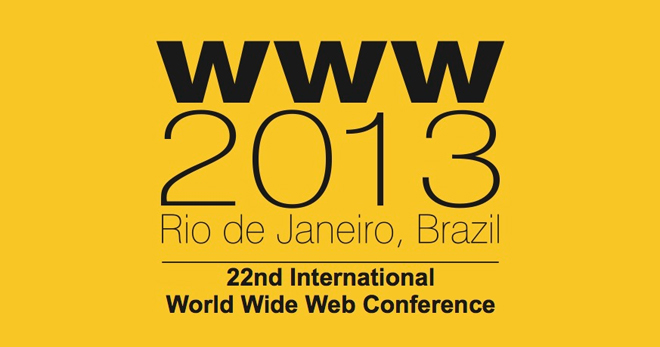 WWW
2013
Rio de Janeiro, Brazil
22nd International
World Wide Web Conference